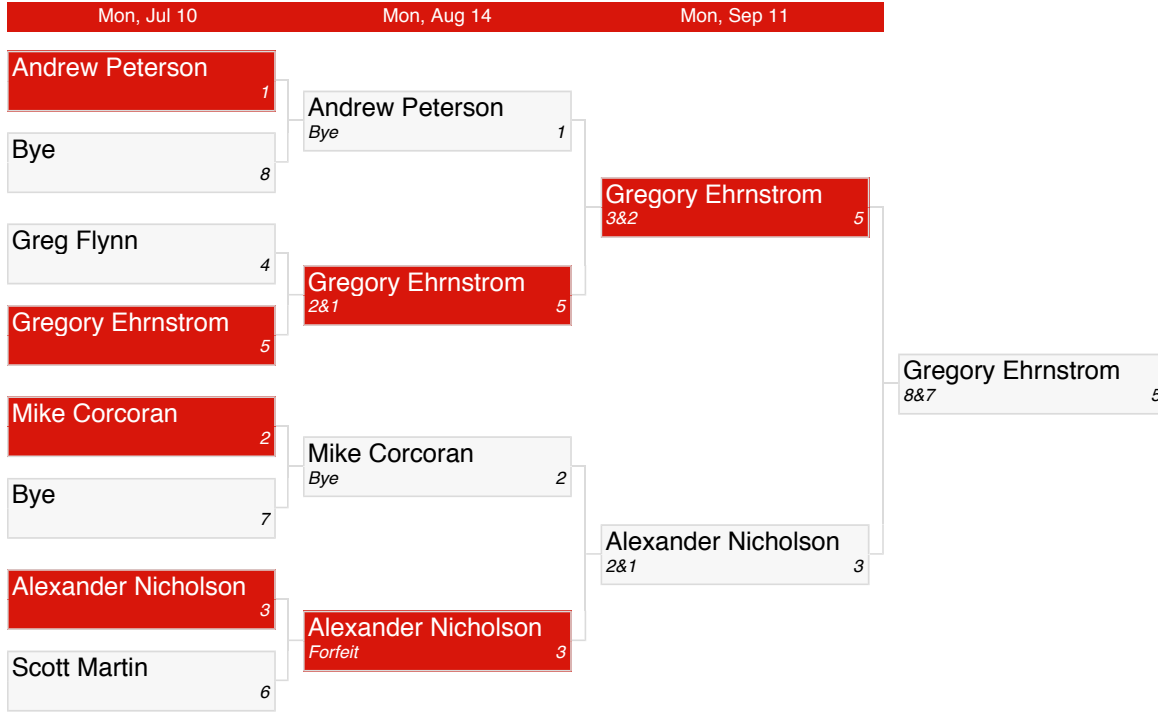 Mon, Jul 10
Mon, Aug 14
Mon, Sep 11
Andrew Peterson
1
Bye
8
Greg Flynn
4
Gregory Ehrnstrom
5
Mike Corcoran
2
Bye
7
Alexander Nicholson
3
Scott Martin
6
Andrew Peterson
Bye 1
Gregory Ehrnstrom
2&1 5
Mike Corcoran
Bye 2
Alexander Nicholson
Forfeit 3
Gregory Ehrnstrom
3&2 5
Alexander Nicholson
2&1 3
Gregory Ehrnstrom
8&7 5